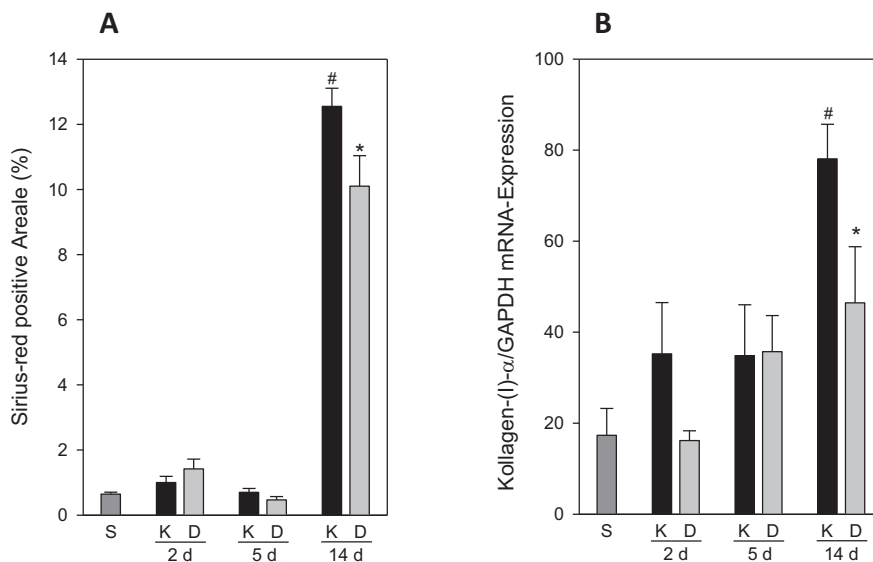 A
Sirius-red positive Areale (%)
14
12
10
8
6
4
2
0
#
*
S
K D
K D
K D
2 d
5 d
14 d
B
Kollagen-(I)-α/GAPDH mRNA-Expression
100
80
60
40
20
0
#
*
S
K D
K D
K D
2 d
5 d
14 d